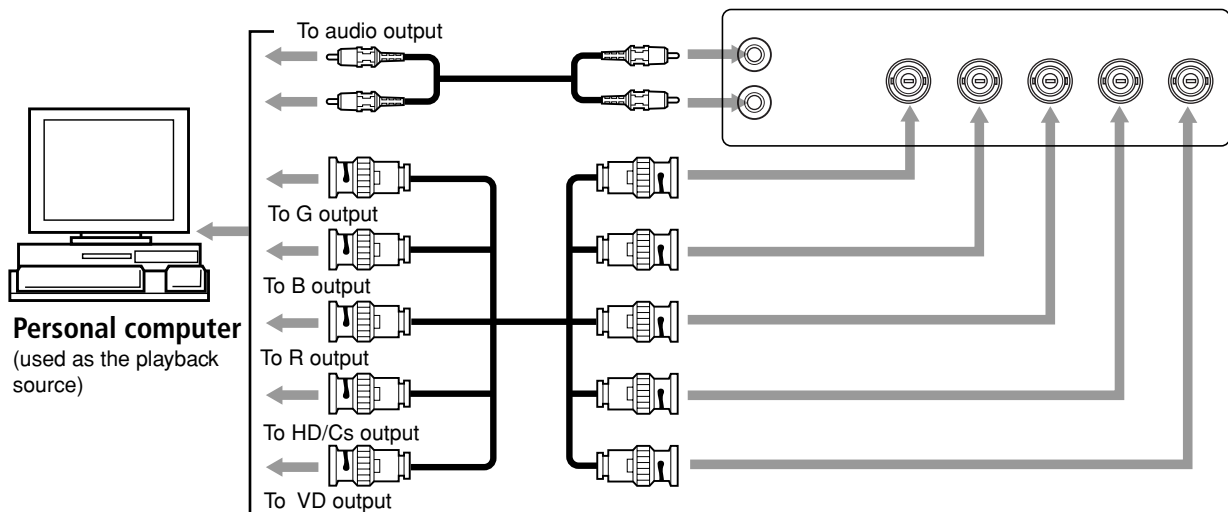 To audio output
To G output
To B output
Personal computer
(used as the playback
source)
To R output
To HD/Cs output
To VD output